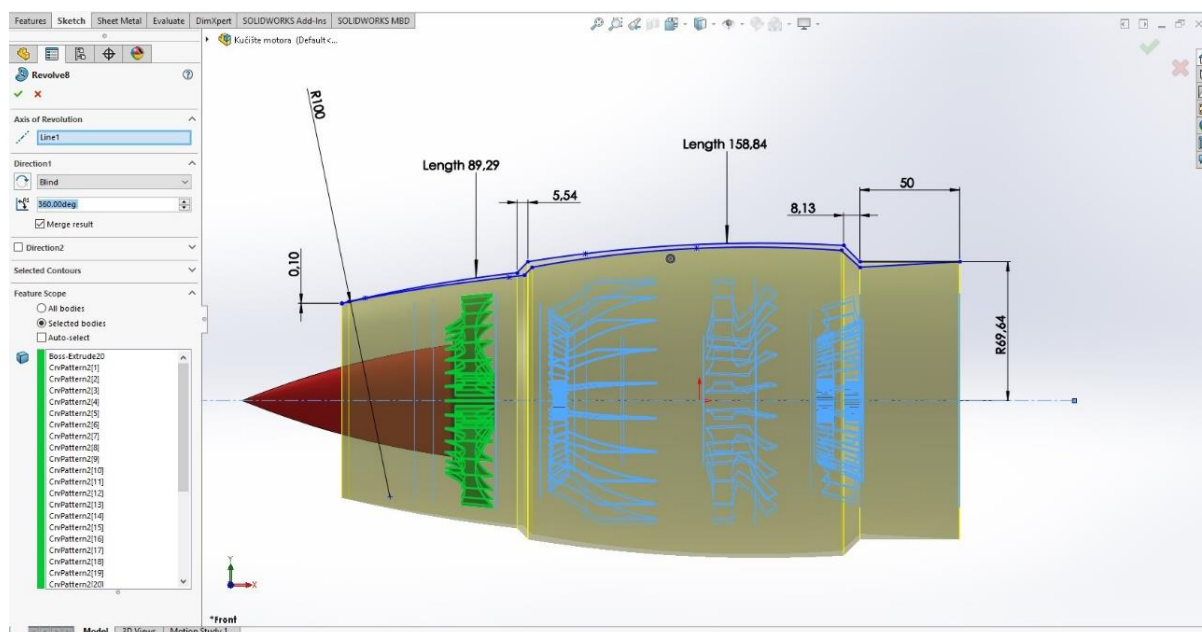 Features Sketch Sheet Metal Evaluate DimXpert SOLIDWORKS Add-Ins SOLIDWORKS MBD
Kućište motora (Default<...
Revolve8
Axis of Revolution
Line1
Direction1
Blind
360.00deg
Merge result
Direction2
Selected Contours
Feature Scope
All bodies
Selected bodies
Auto-select
Boss-Extrude20
CrvPattern2[1]
CrvPattern2[2]
CrvPattern2[3]
CrvPattern2[4]
CrvPattern2[5]
CrvPattern2[6]
CrvPattern2[7]
CrvPattern2[8]
CrvPattern2[9]
CrvPattern2[10]
CrvPattern2[11]
CrvPattern2[12]
CrvPattern2[13]
CrvPattern2[14]
CrvPattern2[15]
CrvPattern2[16]
CrvPattern2[17]
CrvPattern2[18]
CrvPattern2[19]
CrvPattern2[20]
R100
Length 89,29
5,54
Length 158,84
8,13
50
0,10
R69,64
Y
X
*Front
Model 3D Views Motion Study 1